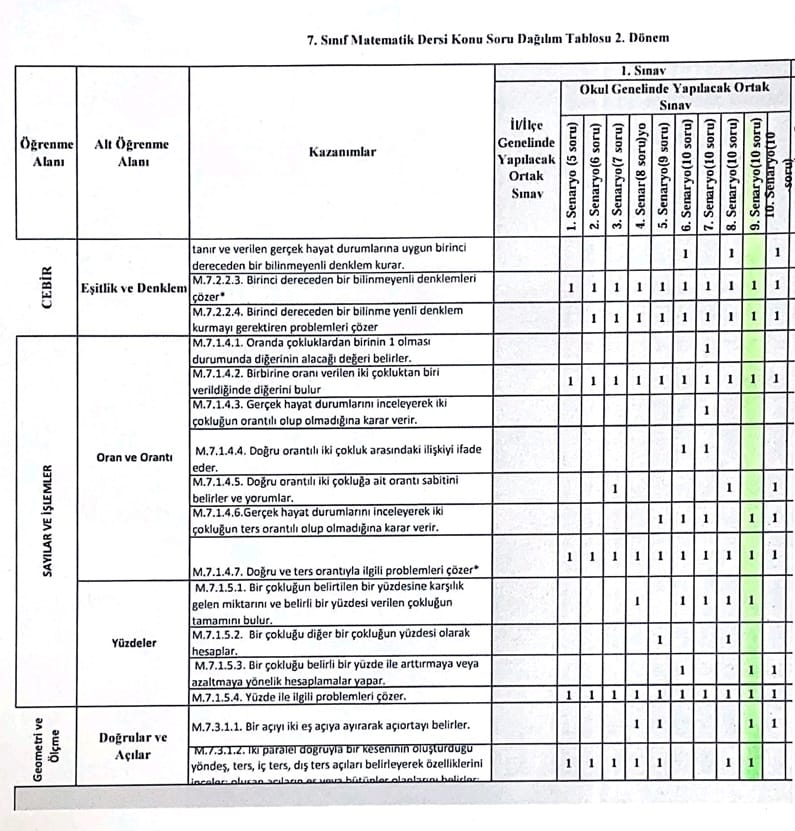 7. Sınıf Matematik Dersi Konu Soru Dağılım Tablosu 2. Dönem
1. Sınav
Okul Genelinde Yapılacak Ortak
Sınav
Öğrenme
Alanı
Alt Öğrenme
Alanı
Kazanımlar
İl/İlçe
Genelinde
Yapılacak
Ortak
Sınav
1. Senaryo (5 soru)
2. Senaryo(6 soru)
3. Senaryo(7 soru)
4. Senar(8 soru)yo
5. Senaryo(9 soru)
6. Senaryo(10 soru)
7. Senaryo(10 soru)
8. Senaryo(10 soru)
9. Senaryo(10 soru)
10. Senaryo(10
soru)
CEBİR
Eşitlik ve Denklem
tanır ve verilen gerçek hayat durumlarına uygun birinci
dereceden bir bilinmeyenli denklem kurar.
1 1 1
M.7.2.2.3. Birinci dereceden bir bilinmeyenli denklemleri
çözer*
1 1 1 1 1 1 1 1 1 1
M.7.2.2.4. Birinci dereceden bir bilinme yenli denklem
kurmayı gerektiren problemleri çözer
1 1 1 1 1 1 1 1 1
SAYILAR VE İŞLEMLER
Oran ve Orantı
M.7.1.4.1. Oranda çokluklardan birinin 1 olması
durumunda diğerinin alacağı değeri belirler.
1
M.7.1.4.2. Birbirine oranı verilen iki çokluktan biri
verildiğinde diğerini bulur
1 1 1 1 1 1 1 1 1 1
M.7.1.4.3. Gerçek hayat durumlarını inceleyerek iki
çokluğun orantılı olup olmadığına karar verir.
1
M.7.1.4.4. Doğru orantılı iki çokluk arasındaki ilişkiyi ifade
eder.
1 1
M.7.1.4.5. Doğru orantılı iki çokluğa ait orantı sabitini
belirler ve yorumlar.
1 1 1
M.7.1.4.6.Gerçek hayat durumlarını inceleyerek iki
çokluğun ters orantılı olup olmadığına karar verir.
1 1 1 1 1
M.7.1.4.7. Doğru ve ters orantıyla ilgili problemleri çözer*
1 1 1 1 1 1 1 1 1 1
Yüzdeler
M.7.1.5.1. Bir çokluğun belirtilen bir yüzdesine karşılık
gelen miktarını ve belirli bir yüzdesi verilen çokluğun
tamamını bulur.
1 1 1 1 1
M.7.1.5.2. Bir çokluğu diğer bir çokluğun yüzdesi olarak
hesaplar.
1 1
M.7.1.5.3. Bir çokluğu belirli bir yüzde ile arttırmaya veya
azaltmaya yönelik hesaplamalar yapar.
1 1 1
M.7.1.5.4. Yüzde ile ilgili problemleri çözer.
1 1 1 1 1 1 1 1 1 1
Geometri ve
Ölçme
Doğrular ve
Açılar
M.7.3.1.1. Bir açıyı iki eş açıya ayırarak açıortayı belirler.
1 1 1 1
M.7.3.1.2. İki paralel doğruyla bir keseninin oluşturduğu
yöndeş, ters, iç ters, dış ters açıları belirleyerek özelliklerini
inceler; oluşan açıların eş veya bütünler olanlarını belirler;
1 1 1 1 1 1 1